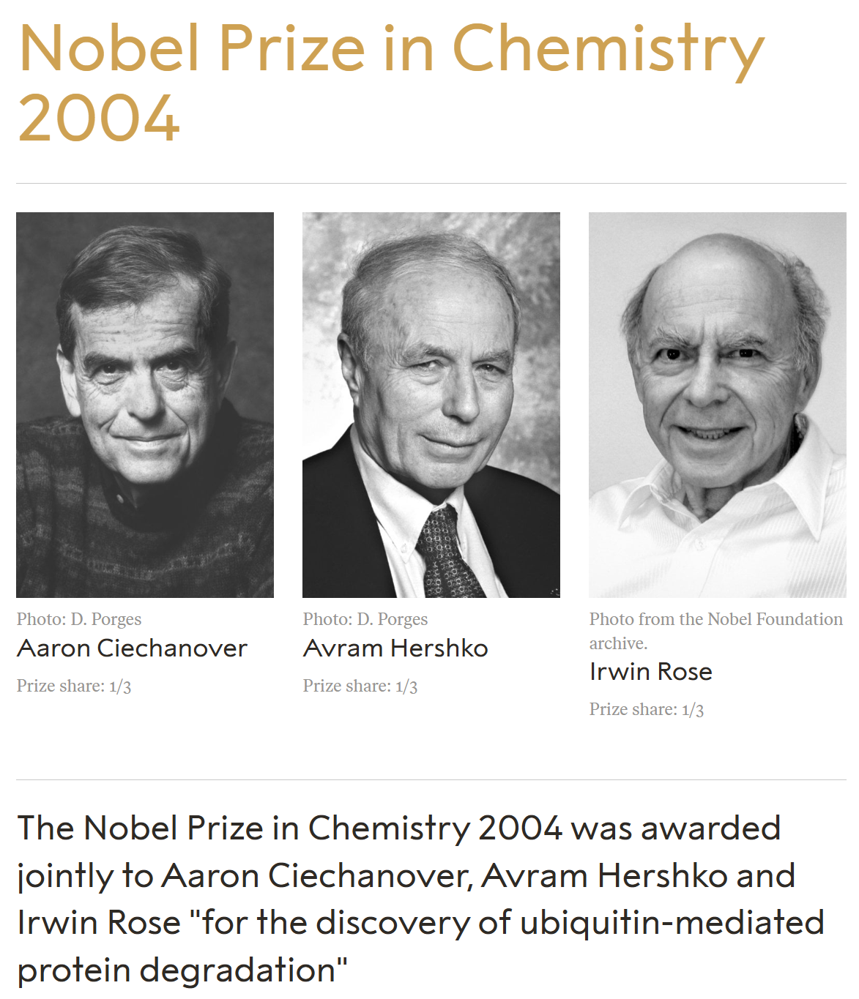 Nobel Prize in Chemistry
2004
Photo: D. Porges
Aaron Ciechanover
Prize share: 1/3
Photo: D. Porges
Avram Hershko
Prize share: 1/3
Photo from the Nobel Foundation
archive.
Irwin Rose
Prize share: 1/3
The Nobel Prize in Chemistry 2004 was awarded
jointly to Aaron Ciechanover, Avram Hershko and
Irwin Rose "for the discovery of ubiquitin-mediated
protein degradation"